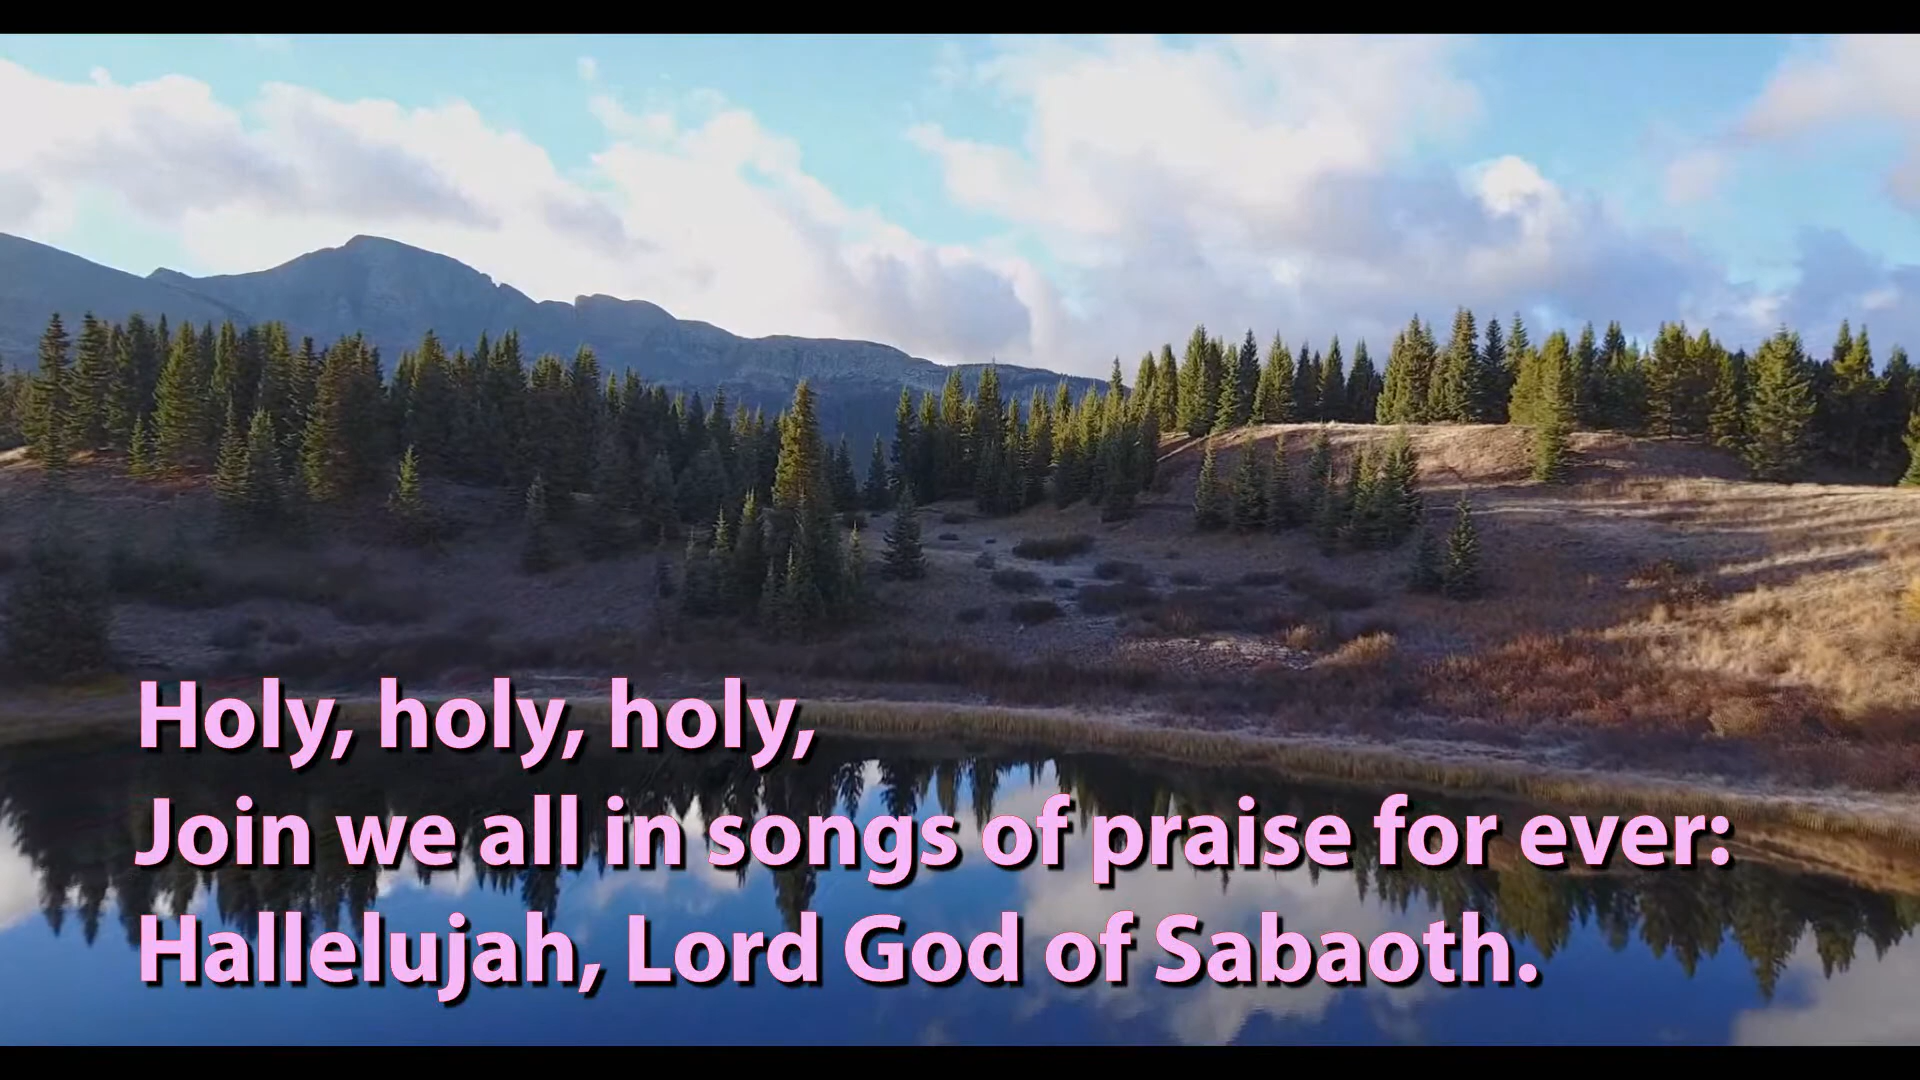 Holy, holy, holy,
Join we all in songs of praise for ever:
Hallelujah, Lord God of Sabaoth.